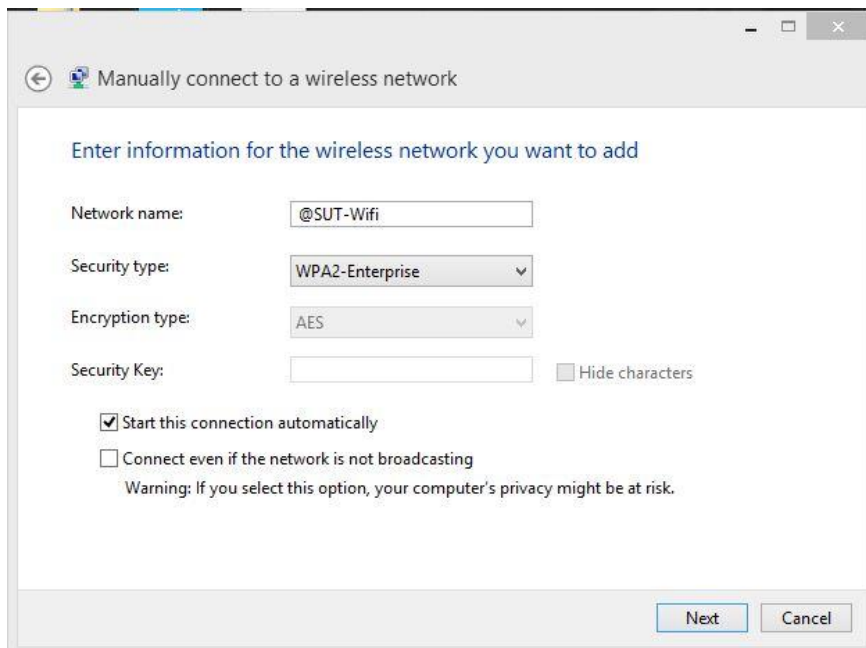 Manually connect to a wireless network
Enter information for the wireless network you want to add
Network name: @SUT-Wifi
Security type: WPA2-Enterprise
Encryption type: AES
Security Key: Hide characters
Start this connection automatically
Connect even if the network is not broadcasting
Warning: If you select this option, your computer's privacy might be at risk.
Next Cancel